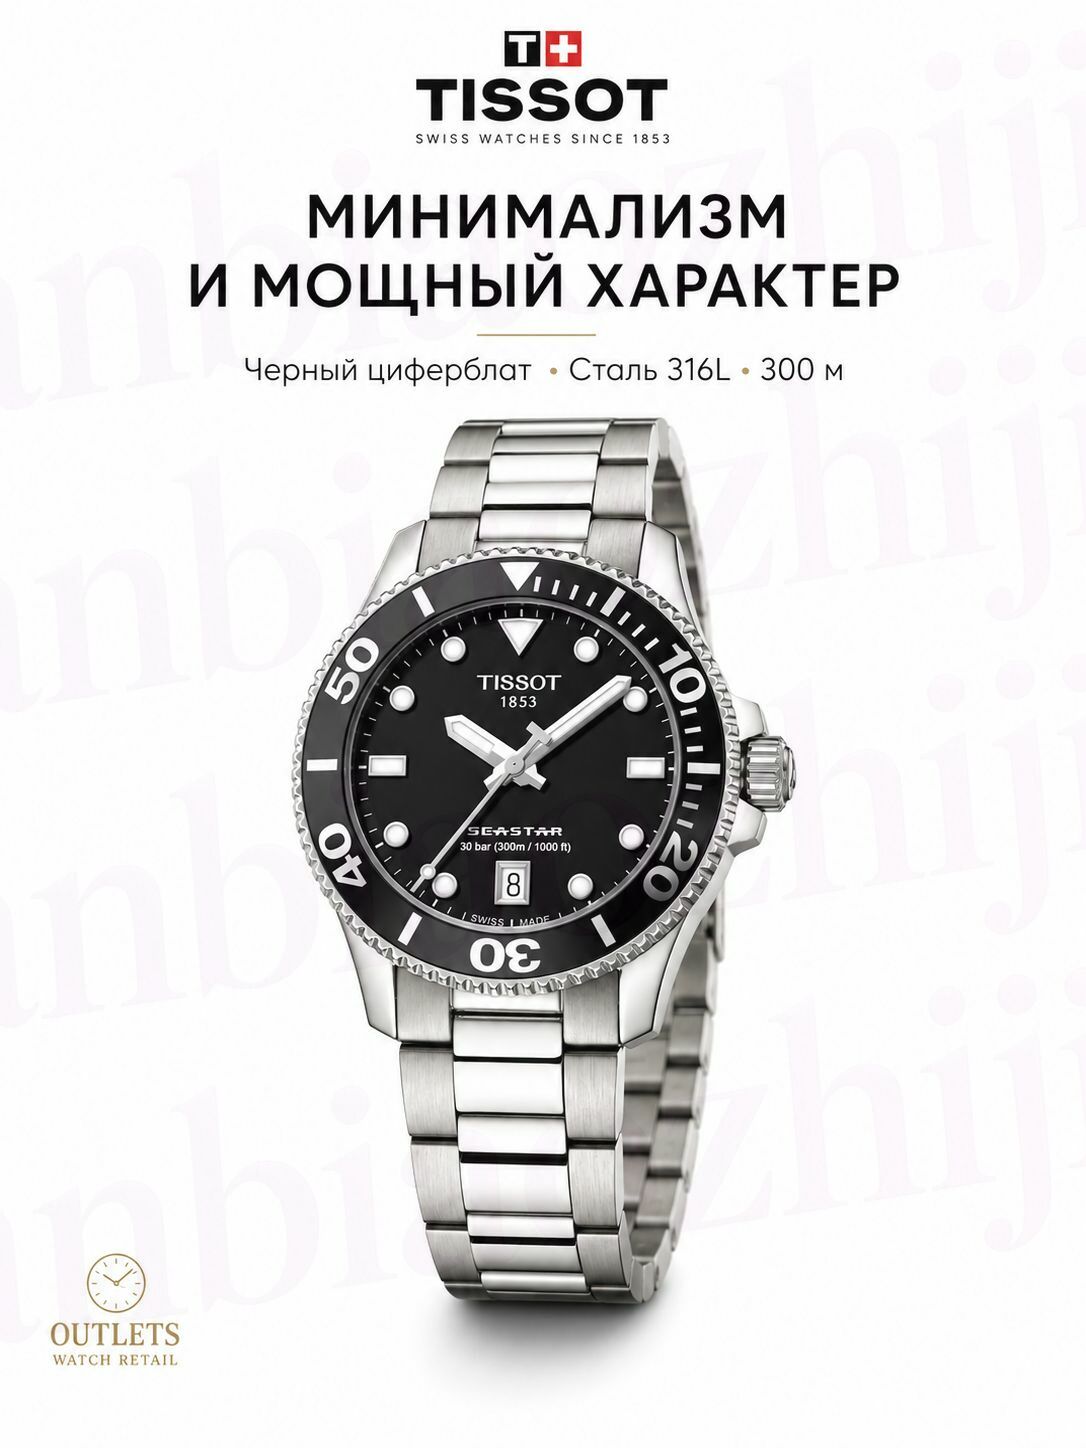 T+
TISSOT
SWISS WATCHES SINCE 1853
МИНИМАЛИЗМ
И МОЩНЫЙ ХАРАКТЕР
Черный циферблат • Сталь 316L • 300 м
50
10
TISSOT
1853
40
20
SEASTAR
30 bar (300m / 1000 ft)
8
SWISS MADE
30
OUTLETS
WATCH RETAIL